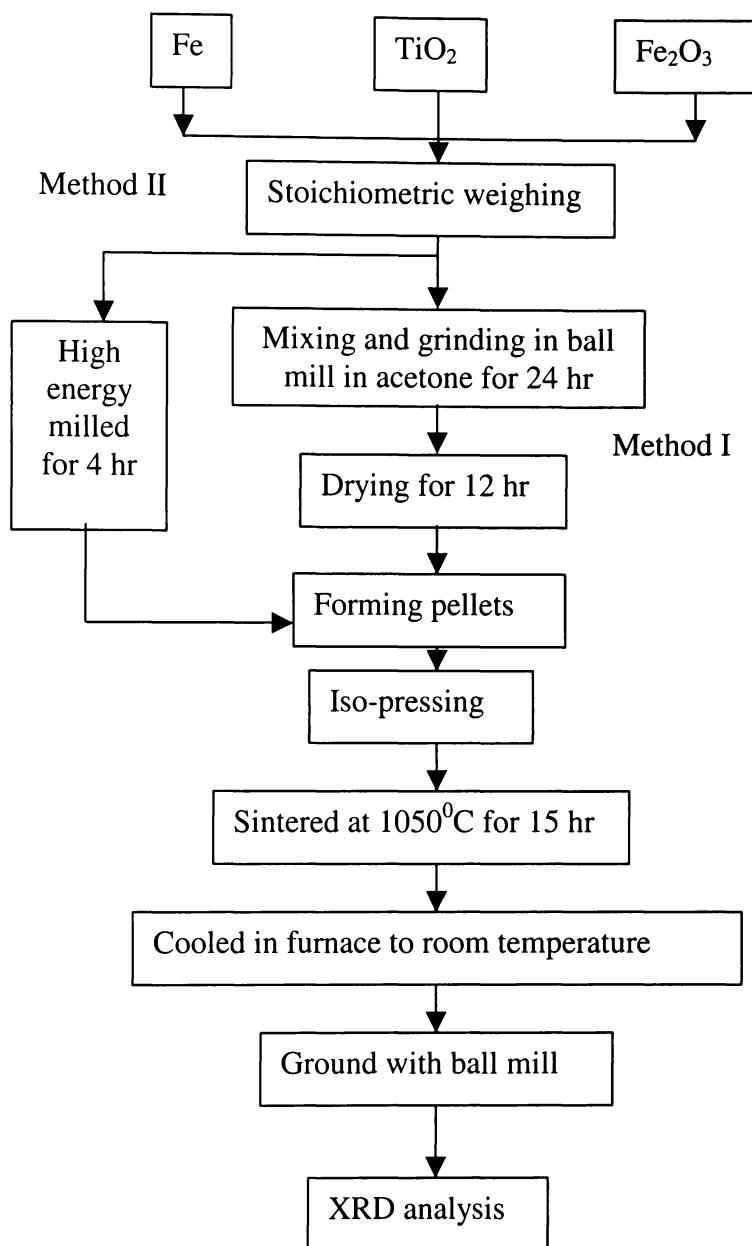 Fe
TiO₂
Fe₂O₃
Method II
Stoichiometric weighing
High
energy
milled
for 4 hr
Mixing and grinding in ball
mill in acetone for 24 hr
Method I
Drying for 12 hr
Forming pellets
Iso-pressing
Sintered at 1050⁰C for 15 hr
Cooled in furnace to room temperature
Ground with ball mill
XRD analysis